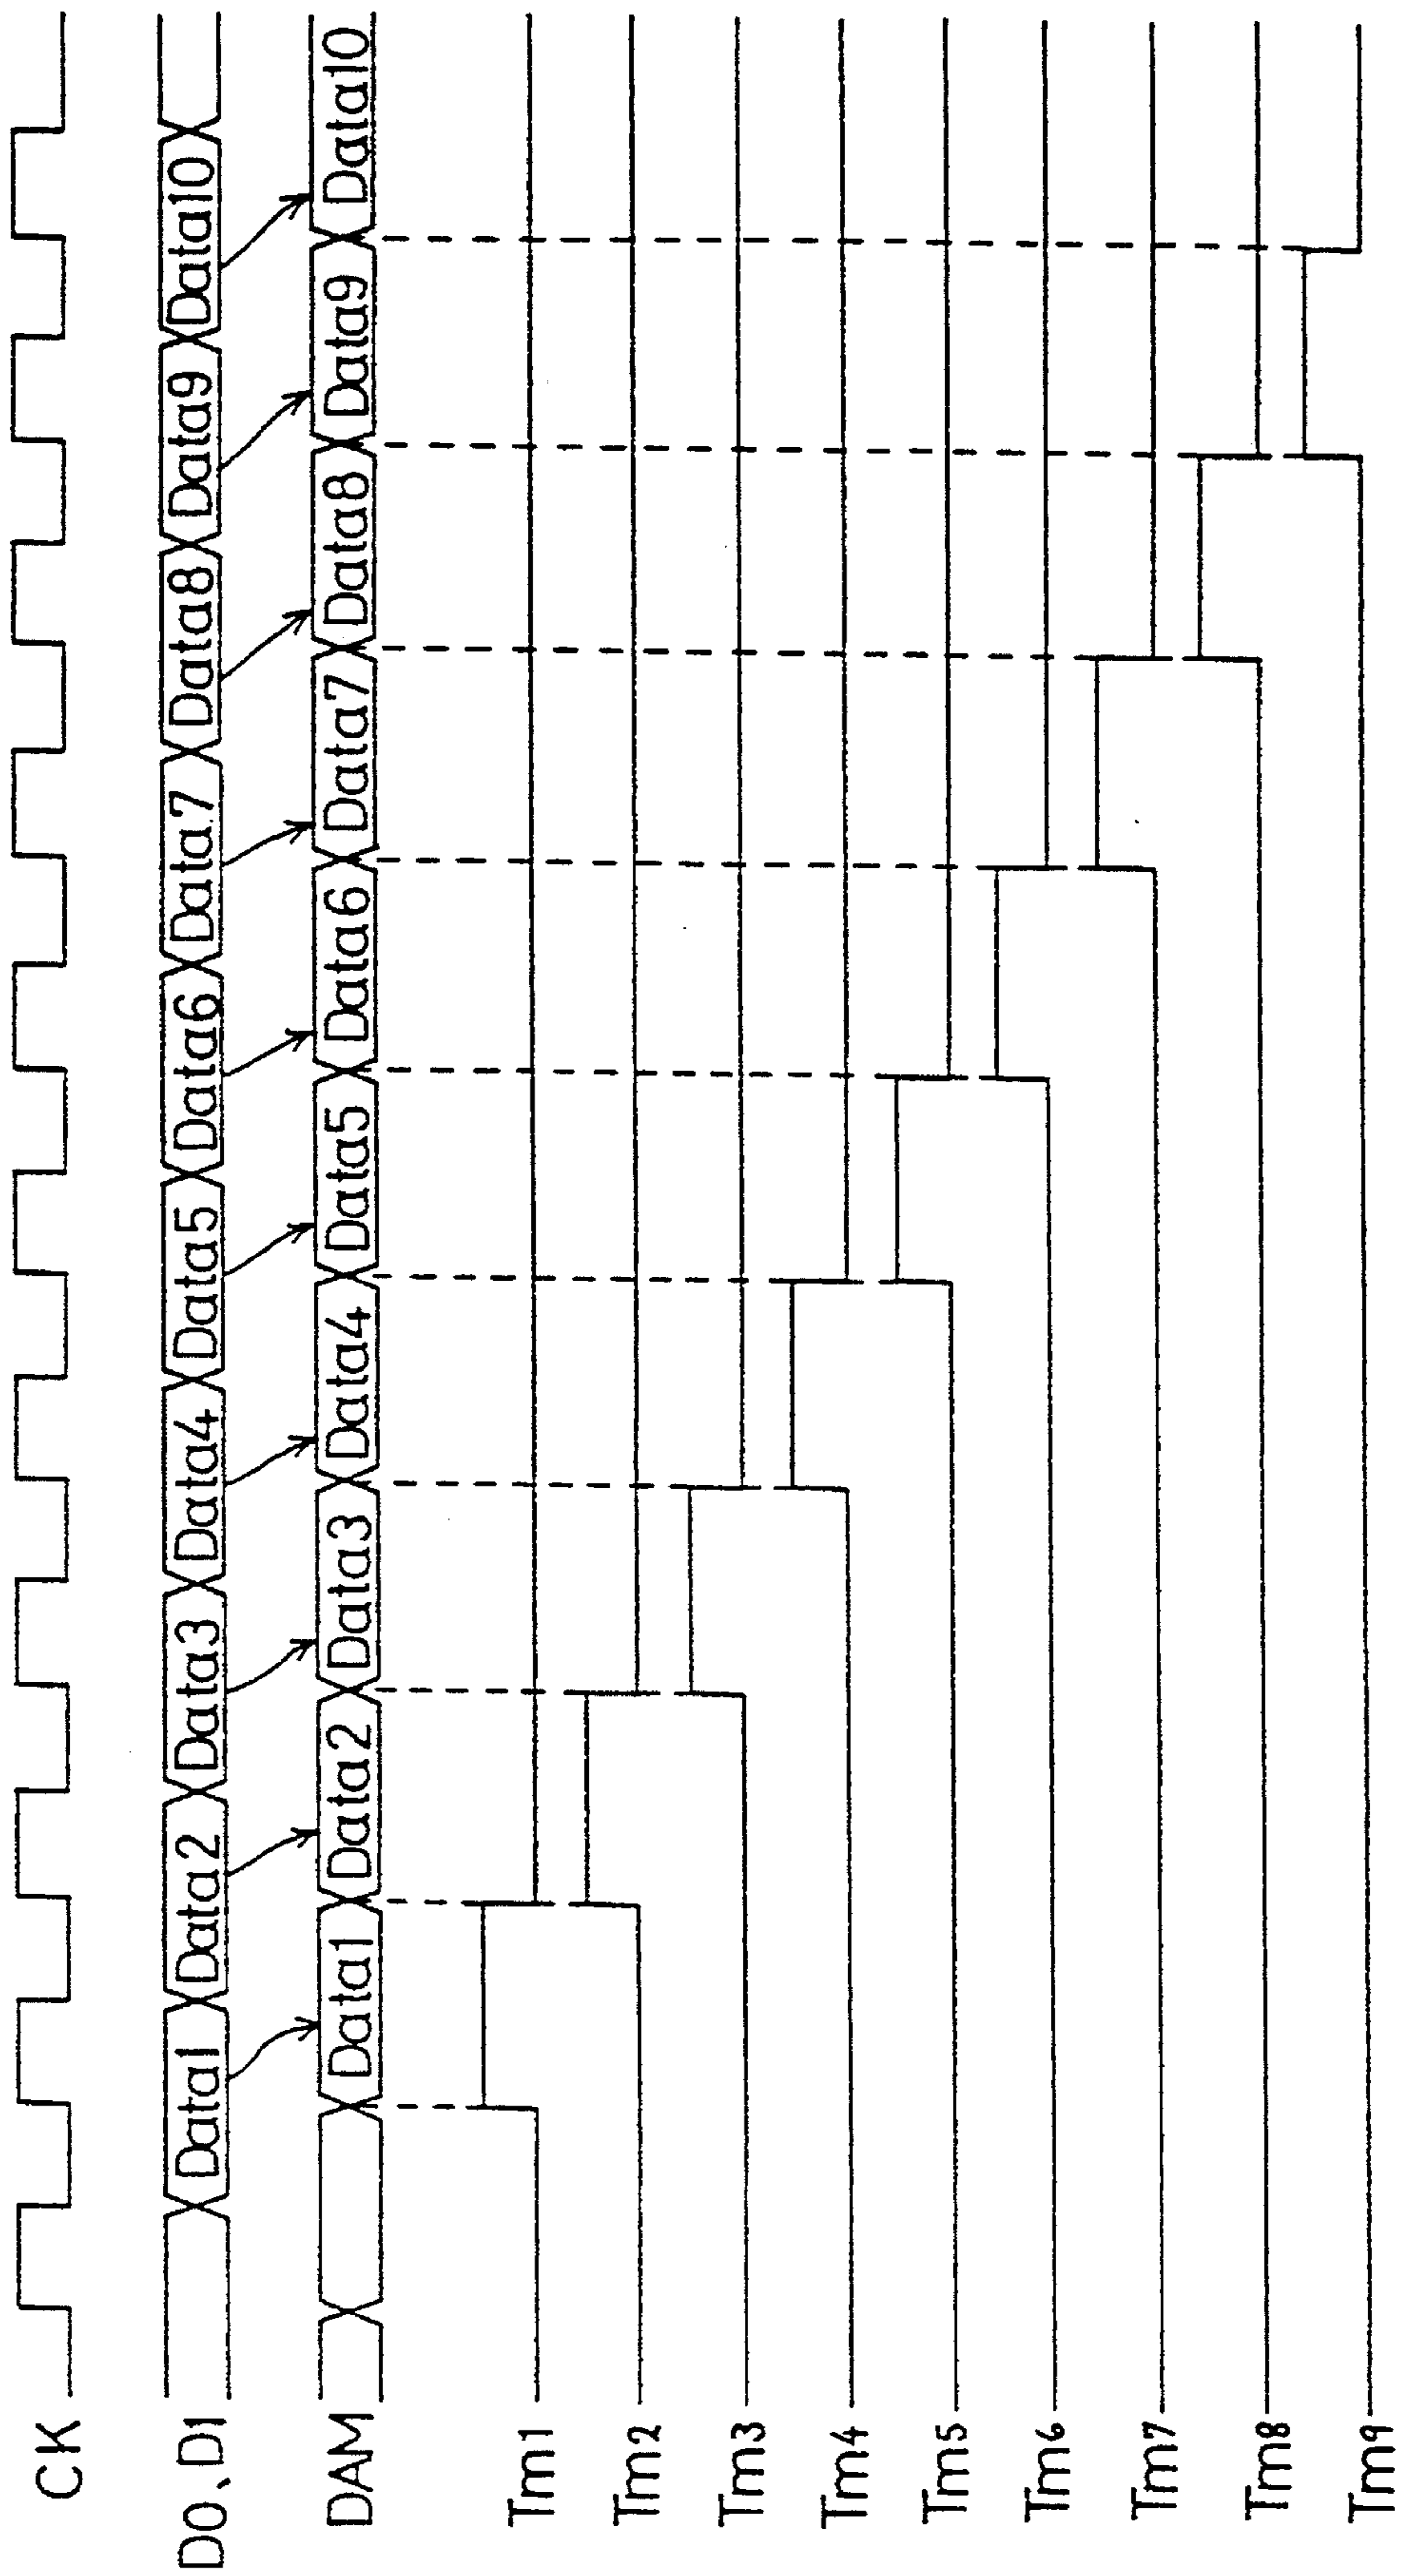 CK
D0、D1
Data1 Data2 Data3 Data4 Data5 Data6 Data7 Data8 Data9 Data10
DAM
Data1 Data2 Data3 Data4 Data5 Data6 Data7 Data8 Data9 Data10
Tm1
Tm2
Tm3
Tm4
Tm5
Tm6
Tm7
Tm8
Tm9